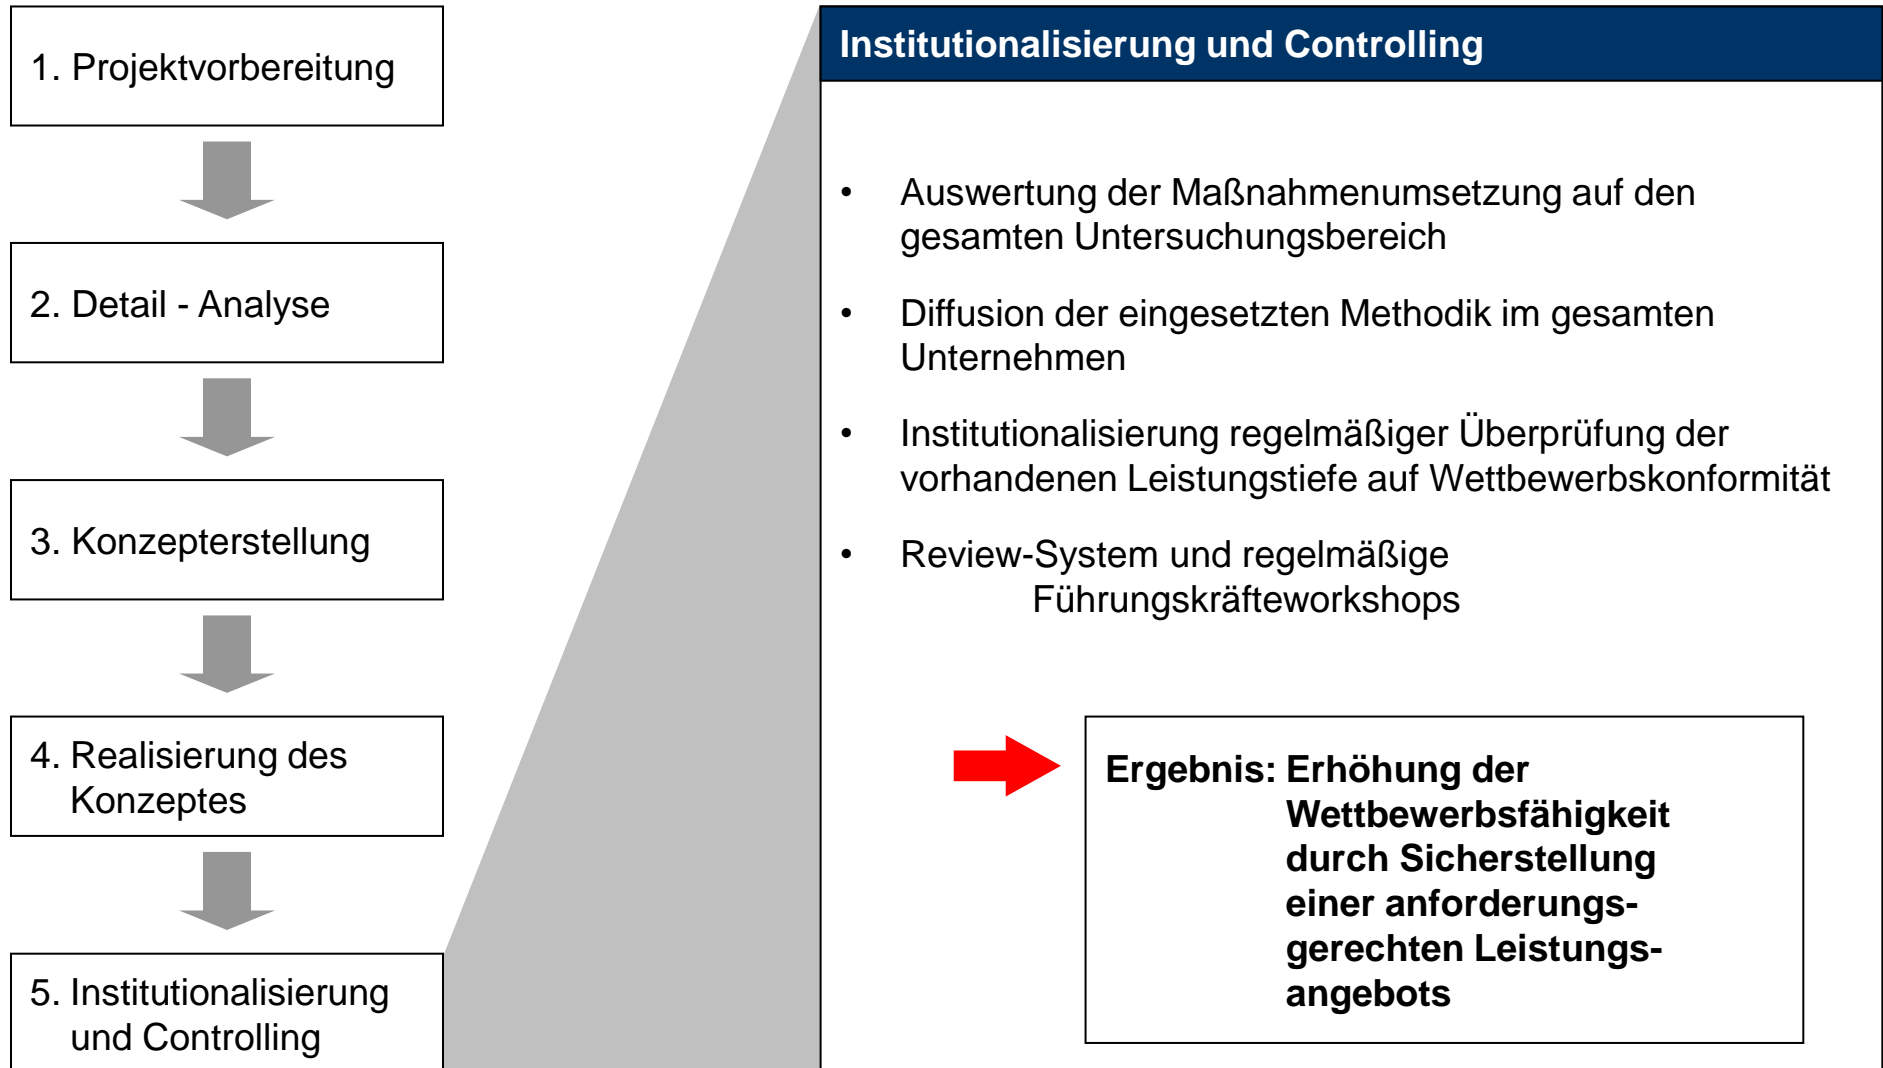 1. Projektvorbereitung
2. Detail - Analyse
3. Konzepterstellung
4. Realisierung des
Konzeptes
5. Institutionalisierung
und Controlling
Institutionalisierung und Controlling
• Auswertung der Maßnahmenumsetzung auf den
gesamten Untersuchungsbereich
• Diffusion der eingesetzten Methodik im gesamten
Unternehmen
• Institutionalisierung regelmäßiger Überprüfung der
vorhandenen Leistungstiefe auf Wettbewerbskonformität
• Review-System und regelmäßige
Führungskräfteworkshops
Ergebnis: Erhöhung der
Wettbewerbsfähigkeit
durch Sicherstellung
einer anforderungs-
gerechten Leistungs-
angebots